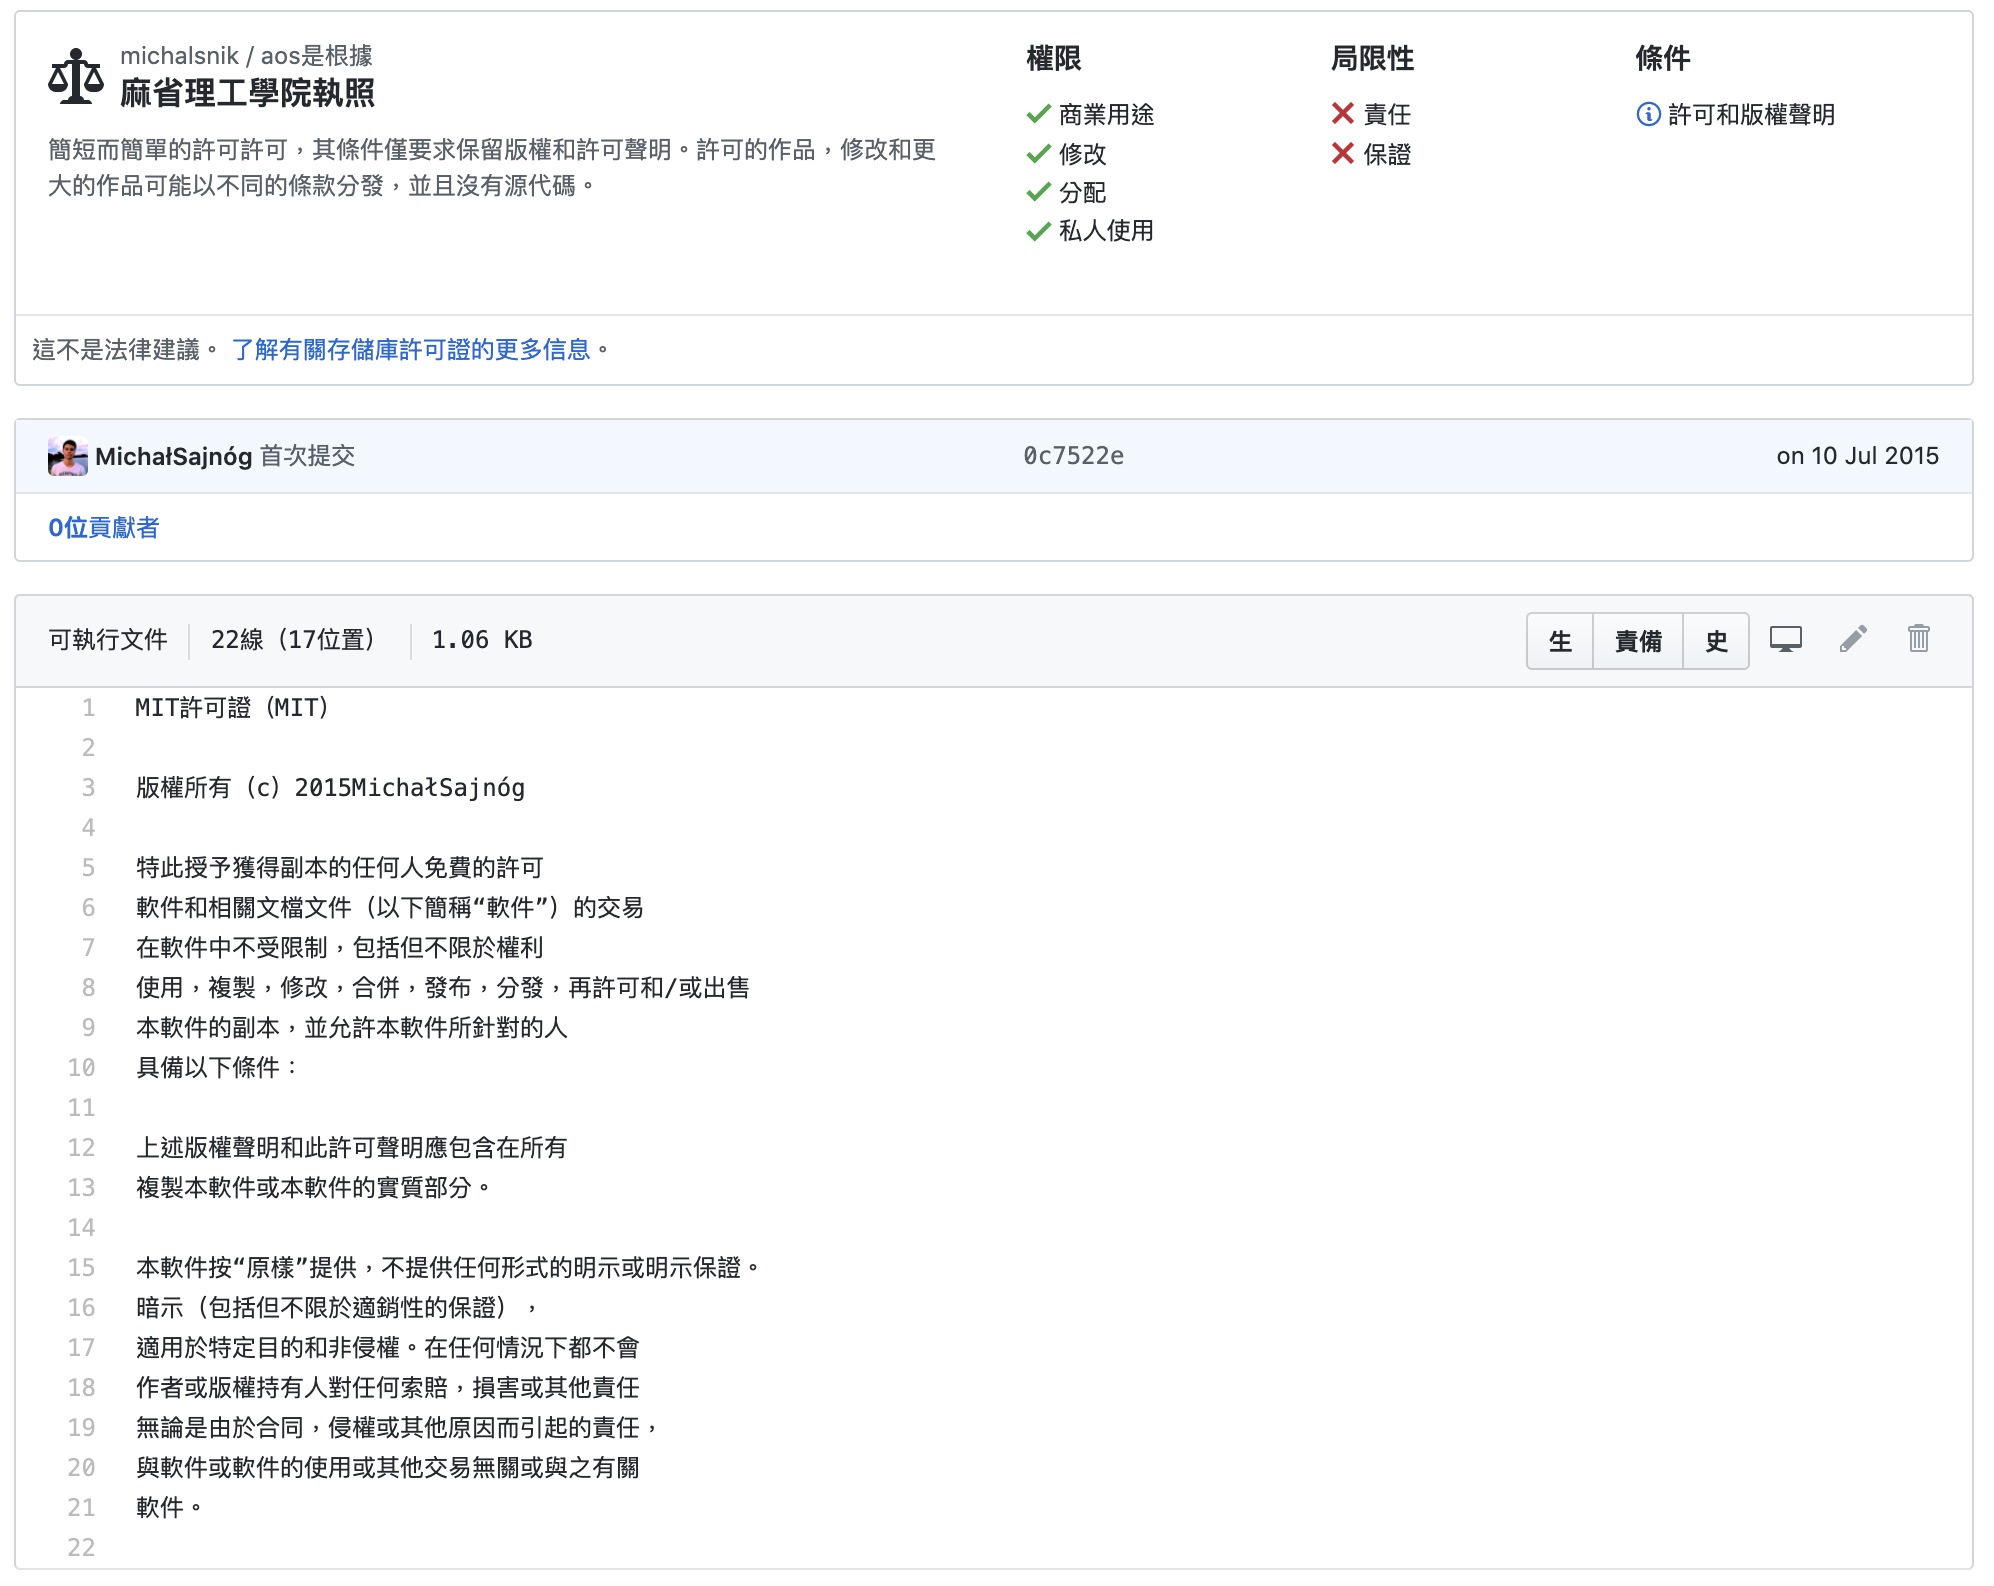 michalsnik / aos是根據
麻省理工學院執照
簡短而簡單的許可許可，其條件僅要求保留版權和許可聲明。許可的作品，修改和更
大的作品可能以不同的條款分發，並且沒有源代碼。
權限
商業用途
修改
分配
私人使用
局限性
責任
保證
條件
許可和版權聲明
這不是法律建議。 了解有關存儲庫許可證的更多信息。
MichałSajnóg 首次提交 0c7522e on 10 Jul 2015
0位貢獻者
可執行文件 22線（17位置） 1.06 KB 生 責備 史
1 MIT許可證（MIT）
2
3 版權所有（c）2015MichałSajnóg
4
5 特此授予獲得副本的任何人免費的許可
6 軟件和相關文檔文件（以下簡稱“軟件”）的交易
7 在軟件中不受限制，包括但不限於權利
8 使用，複製，修改，合併，發布，分發，再許可和/或出售
9 本軟件的副本，並允許本軟件所針對的人
10 具備以下條件：
11
12 上述版權聲明和此許可聲明應包含在所有
13 複製本軟件或本軟件的實質部分。
14
15 本軟件按“原樣”提供，不提供任何形式的明示或明示保證。
16 暗示（包括但不限於適銷性的保證），
17 適用於特定目的和非侵權。在任何情況下都不會
18 作者或版權持有人對任何索賠，損害或其他責任
19 無論是由於合同，侵權或其他原因而引起的責任，
20 與軟件或軟件的使用或其他交易無關或與之有關
21 軟件。
22